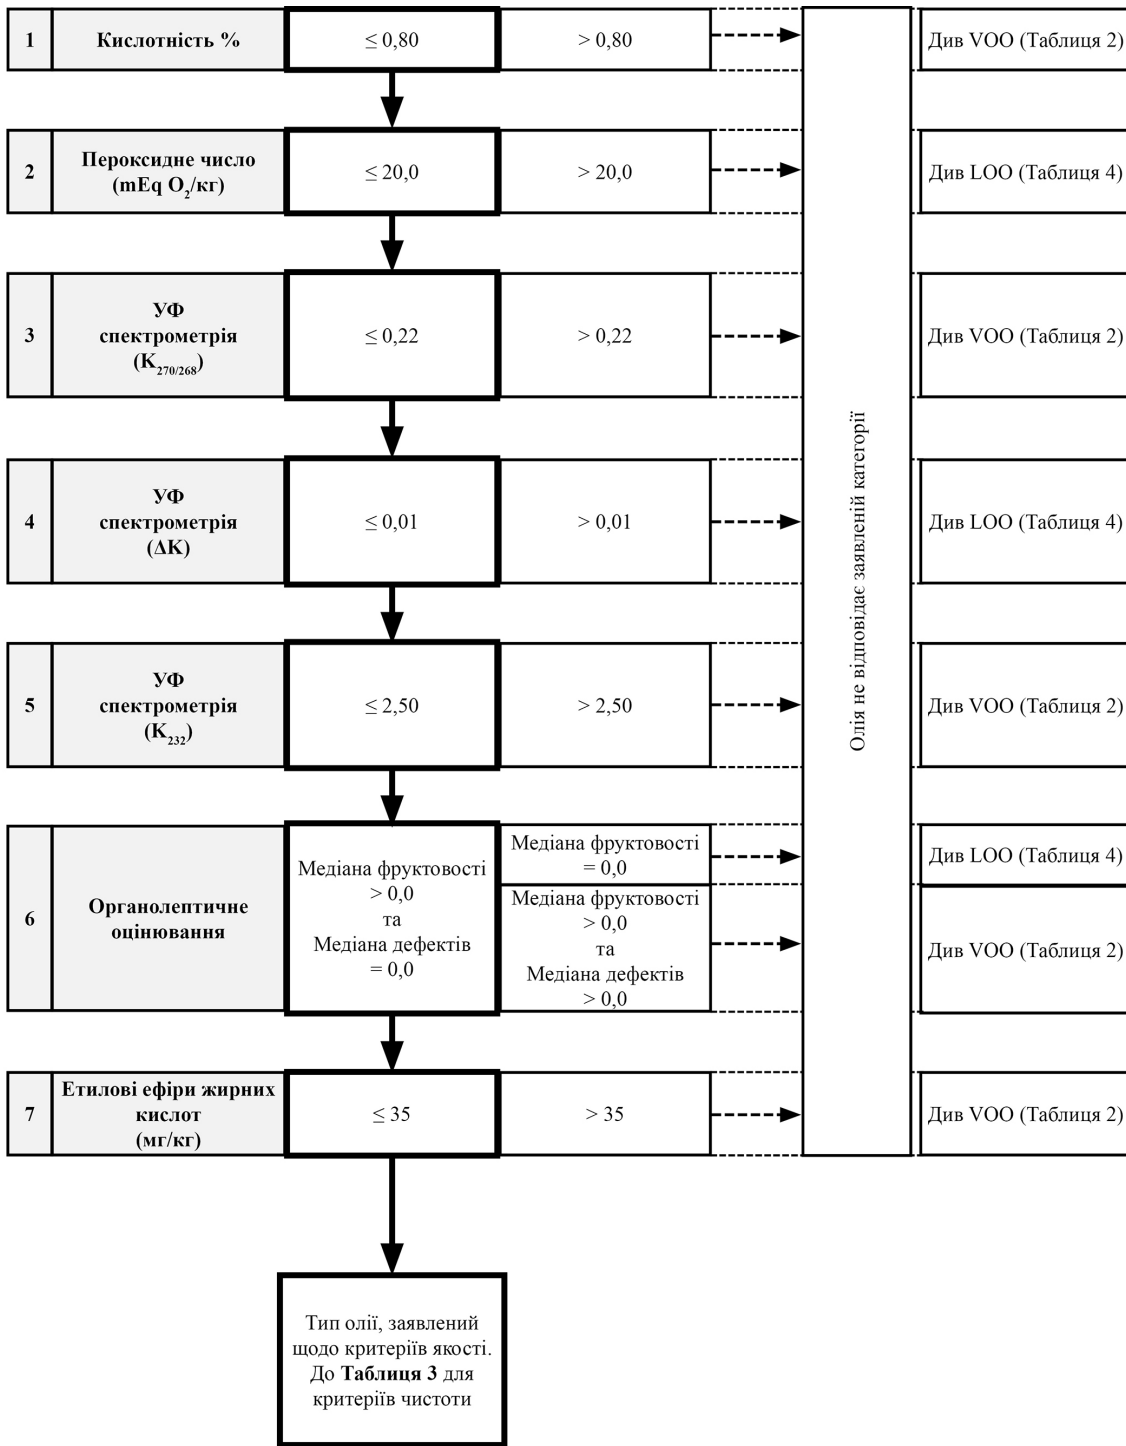 1
Кислотність %
≤ 0,80
> 0,80
Див VOO (Таблиця 2)
2
Пероксидне число
(mEq O₂/кг)
≤ 20,0
> 20,0
Див LOO (Таблиця 4)
3
УФ
спектрометрія
(K₂₇₀/₂₆₈)
≤ 0,22
> 0,22
Див VOO (Таблиця 2)
4
УФ
спектрометрія
(ΔK)
≤ 0,01
> 0,01
Див LOO (Таблиця 4)
Олія не відповідає заявленій категорії
5
УФ
спектрометрія
(K₂₃₂)
≤ 2,50
> 2,50
Див VOO (Таблиця 2)
6
Органолептичне
оцінювання
Медіана фруктовості
> 0,0
та
Медіана дефектів
= 0,0
Медіана фруктовості
= 0,0
Див LOO (Таблиця 4)
Медіана фруктовості
> 0,0
та
Медіана дефектів
> 0,0
Див VOO (Таблиця 2)
7
Етилові ефіри жирних
кислот
(мг/кг)
≤ 35
> 35
Див VOO (Таблиця 2)
Тип олії, заявлений
щодо критеріїв якості.
До Таблиця 3 для
критеріїв чистоти